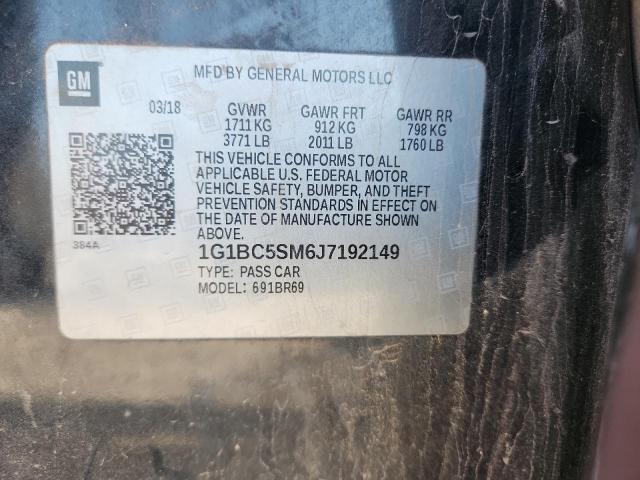 GM
MFD BY GENERAL MOTORS LLC
03/18 GVWR GAWR FRT GAWR RR
1711 KG 912 KG 798 KG
3771 LB 2011 LB 1760 LB
THIS VEHICLE CONFORMS TO ALL
APPLICABLE U.S. FEDERAL MOTOR
VEHICLE SAFETY, BUMPER, AND THEFT
PREVENTION STANDARDS IN EFFECT ON
THE DATE OF MANUFACTURE SHOWN
ABOVE.
384A
1G1BC5SM6J7192149
TYPE: PASS CAR
MODEL: 691BR69